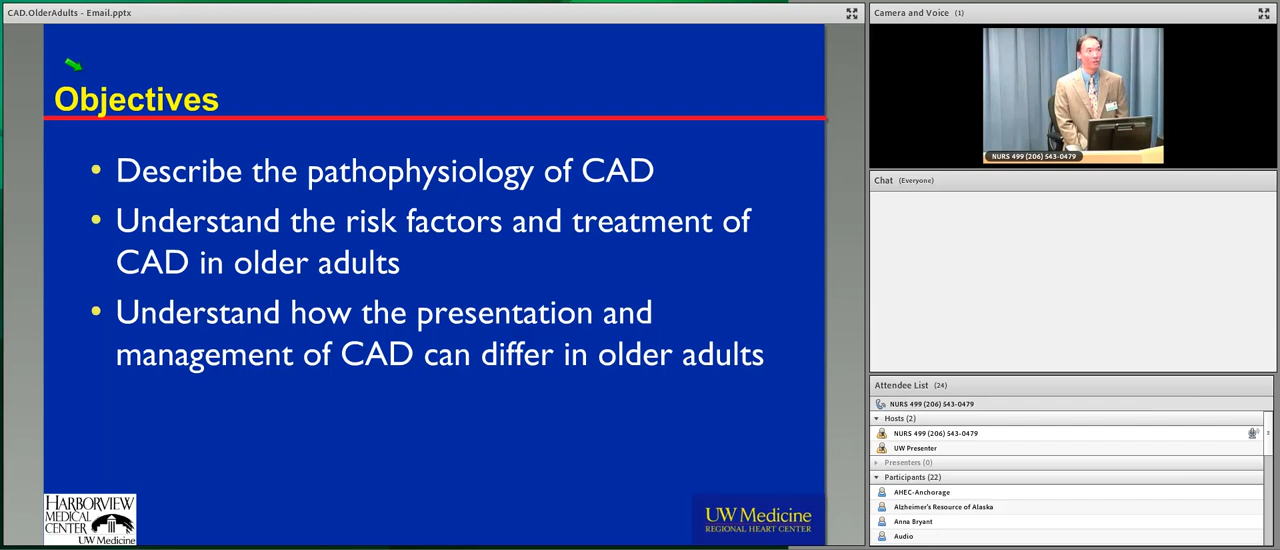 CAD.OlderAdults - Email.pptx
Objectives
• Describe the pathophysiology of CAD
• Understand the risk factors and treatment of
CAD in older adults
• Understand how the presentation and
management of CAD can differ in older adults
HARBORVIEW
MEDICAL
CENTER
UW Medicine
UW Medicine
REGIONAL HEART CENTER
Camera and Voice (1)
NURS 499 (206) 543-0479
Chat (Everyone)
Attendee List (24)
NURS 499 (206) 543-0479
Hosts (2)
NURS 499 (206) 543-0479
UW Presenter
Presenters (0)
Participants (22)
AHEC-Anchorage
Alzheimer's Resource of Alaska
Anna Bryant
Audio